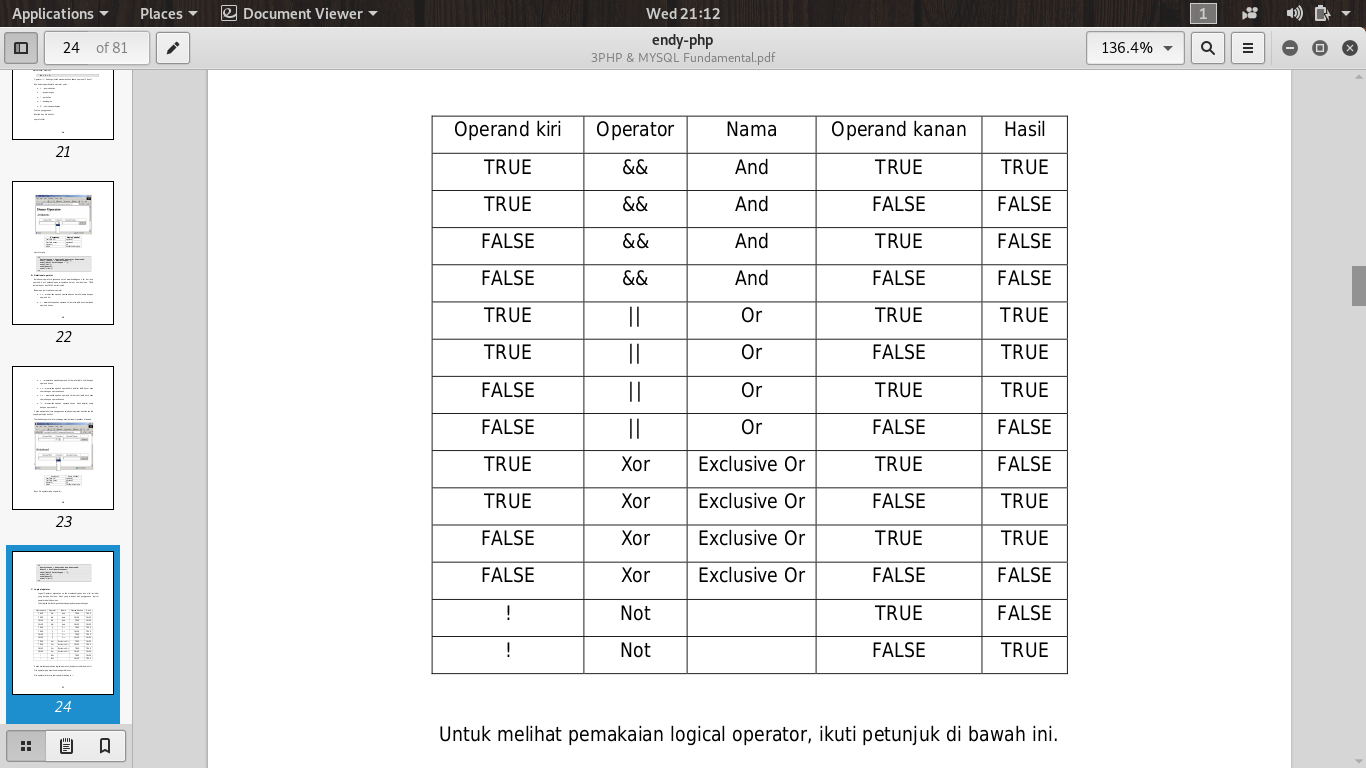 Applications Places Document Viewer Wed 21:12 1
24 of 81 endy-php 136.4%
3PHP & MYSQL Fundamental.pdf
21
22
23
24
Operand kiri Operator Nama Operand kanan Hasil
TRUE && And TRUE TRUE
TRUE && And FALSE FALSE
FALSE && And TRUE FALSE
FALSE && And FALSE FALSE
TRUE || Or TRUE TRUE
TRUE || Or FALSE TRUE
FALSE || Or TRUE TRUE
FALSE || Or FALSE FALSE
TRUE Xor Exclusive Or TRUE FALSE
TRUE Xor Exclusive Or FALSE TRUE
FALSE Xor Exclusive Or TRUE TRUE
FALSE Xor Exclusive Or FALSE FALSE
! Not TRUE FALSE
! Not FALSE TRUE
Untuk melihat pemakaian logical operator, ikuti petunjuk di bawah ini.